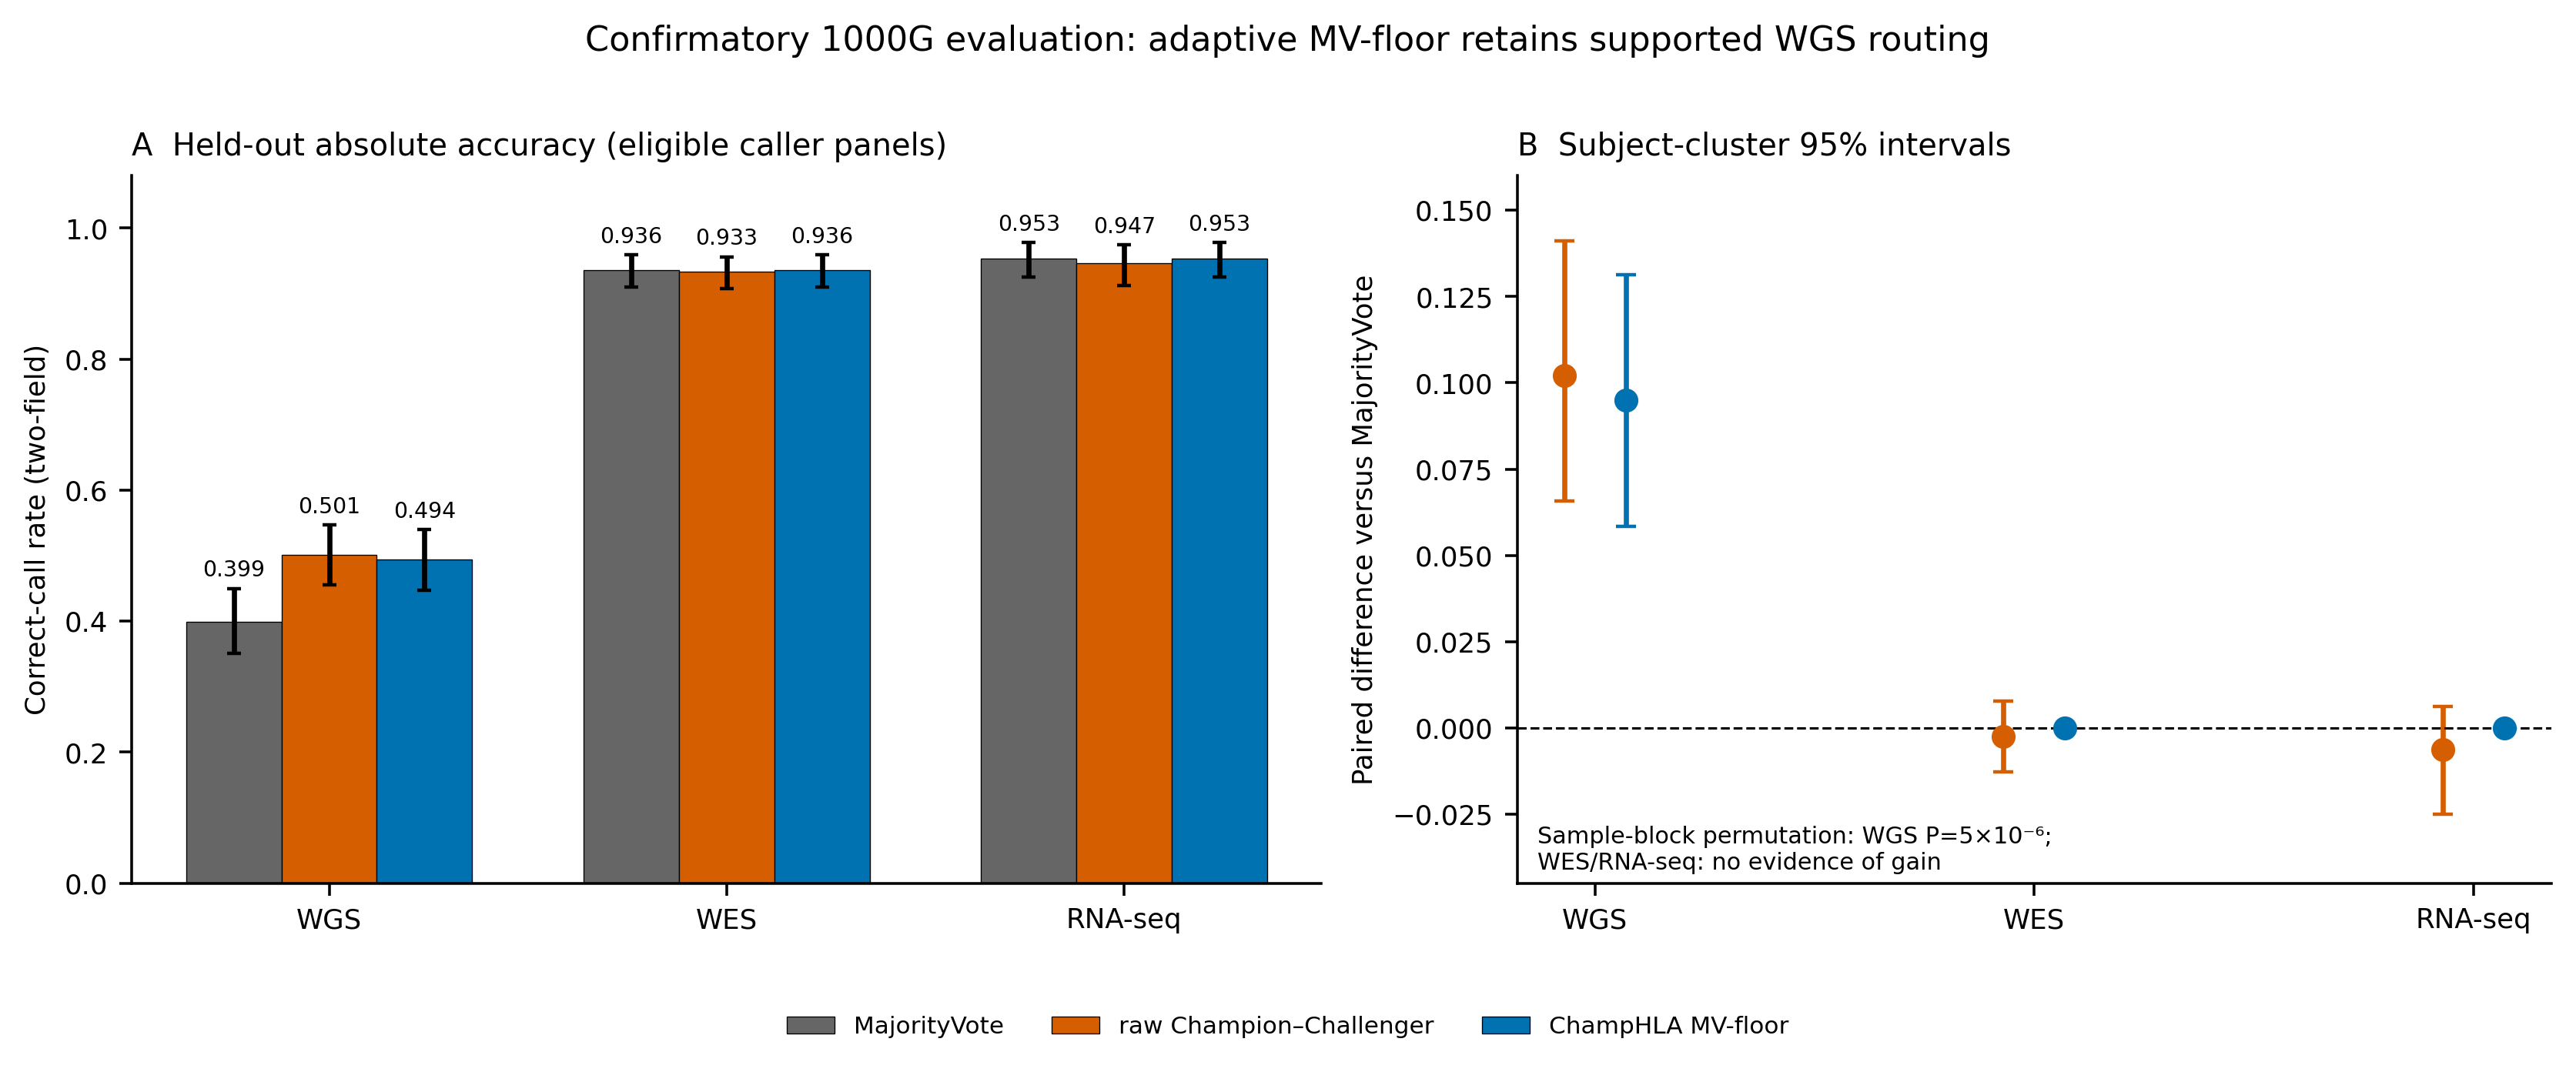 Confirmatory 1000G evaluation: adaptive MV-floor retains supported WGS routing
A  Held-out absolute accuracy (eligible caller panels)
Correct-call rate (two-field)
1.0
0.8
0.6
0.4
0.2
0.0
0.399
0.501
0.494
0.936
0.933
0.936
0.953
0.947
0.953
WGS
WES
RNA-seq
B  Subject-cluster 95% intervals
Paired difference versus MajorityVote
0.150
0.125
0.100
0.075
0.050
0.025
0.000
−0.025
Sample-block permutation: WGS P=5×10⁻⁶;
WES/RNA-seq: no evidence of gain
WGS
WES
RNA-seq
MajorityVote
raw Champion–Challenger
ChampHLA MV-floor